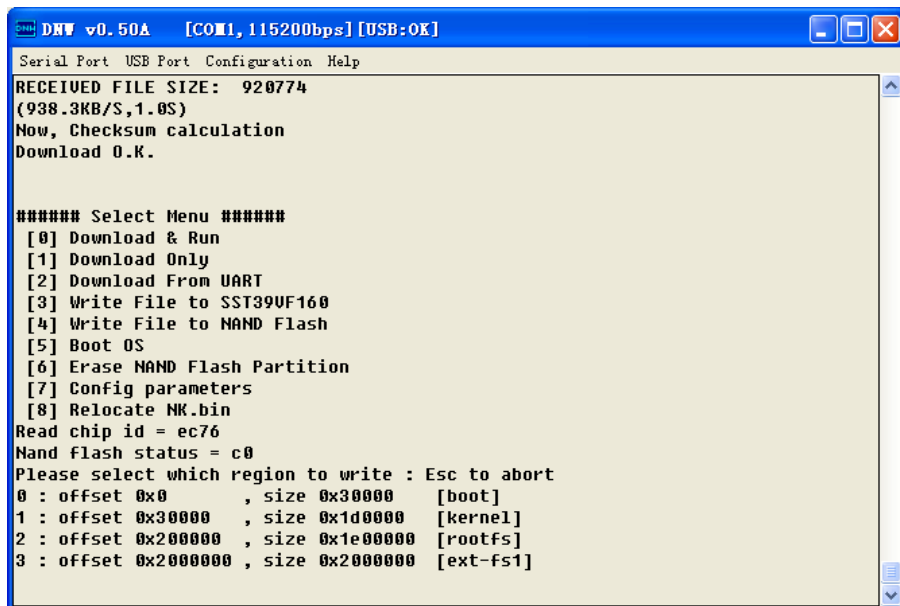 DNW v0.50A [COM1,115200bps][USB:OK]
Serial Port USB Port Configuration Help
RECEIVED FILE SIZE: 920774
(938.3KB/S,1.0S)
Now, Checksum calculation
Download O.K.
###### Select Menu ######
[0] Download & Run
[1] Download Only
[2] Download From UART
[3] Write File to SST39VF160
[4] Write File to NAND Flash
[5] Boot OS
[6] Erase NAND Flash Partition
[7] Config parameters
[8] Relocate NK.bin
Read chip id = ec76
Nand flash status = c0
Please select which region to write : Esc to abort
0 : offset 0x0 , size 0x30000 [boot]
1 : offset 0x30000 , size 0x1d0000 [kernel]
2 : offset 0x200000 , size 0x1e00000 [rootfs]
3 : offset 0x2000000 , size 0x2000000 [ext-fs1]